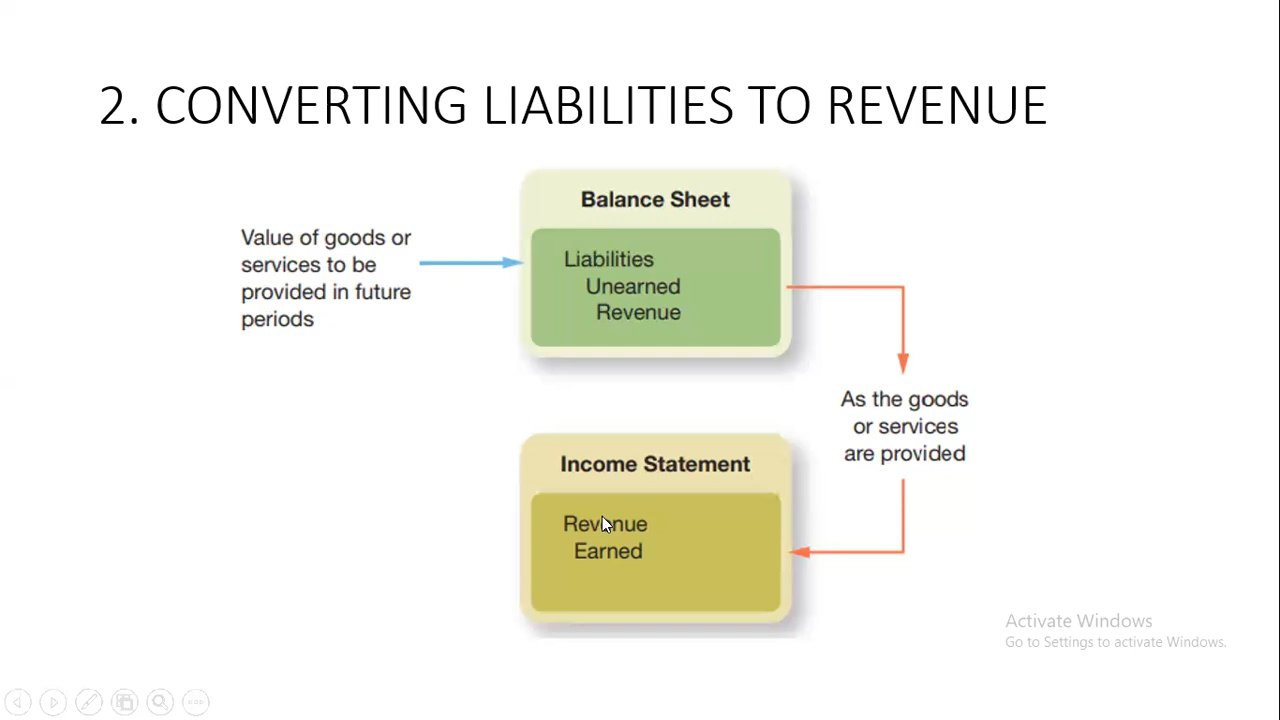 2. CONVERTING LIABILITIES TO REVENUE
Balance Sheet
Value of goods or
services to be
provided in future
periods
Liabilities
Unearned
Revenue
As the goods
or services
are provided
Income Statement
Revenue
Earned
Activate Windows
Go to Settings to activate Windows.